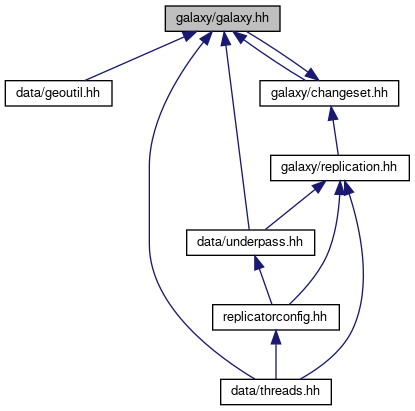 galaxy/galaxy.hh
data/geoutil.hh
galaxy/changeset.hh
galaxy/replication.hh
data/underpass.hh
replicatorconfig.hh
data/threads.hh